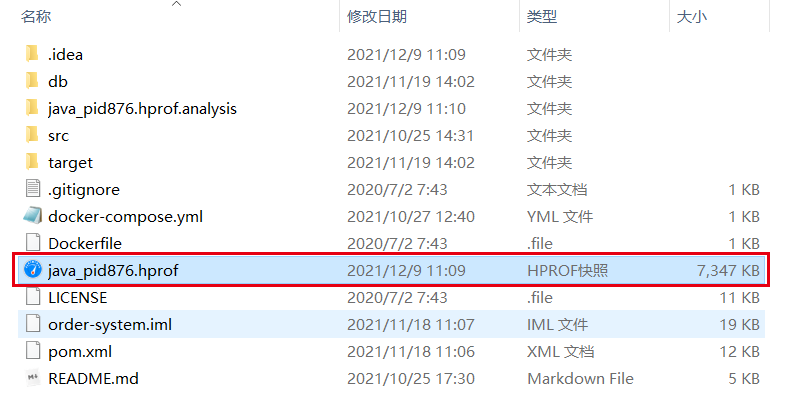 名称 修改日期 类型 大小
.idea 2021/12/9 11:09 文件夹
db 2021/11/19 14:02 文件夹
java_pid876.hprof.analysis 2021/12/9 11:10 文件夹
src 2021/10/25 14:31 文件夹
target 2021/11/19 14:02 文件夹
.gitignore 2020/7/2 7:43 文本文档 1 KB
docker-compose.yml 2021/10/27 12:40 YML 文件 1 KB
Dockerfile 2020/7/2 7:43 .file 1 KB
java_pid876.hprof 2021/12/9 11:09 HPROF快照 7,347 KB
LICENSE 2020/7/2 7:43 .file 11 KB
order-system.iml 2021/11/18 11:07 IML 文件 19 KB
pom.xml 2021/11/18 11:06 XML 文档 12 KB
README.md 2021/10/25 17:30 Markdown File 5 KB